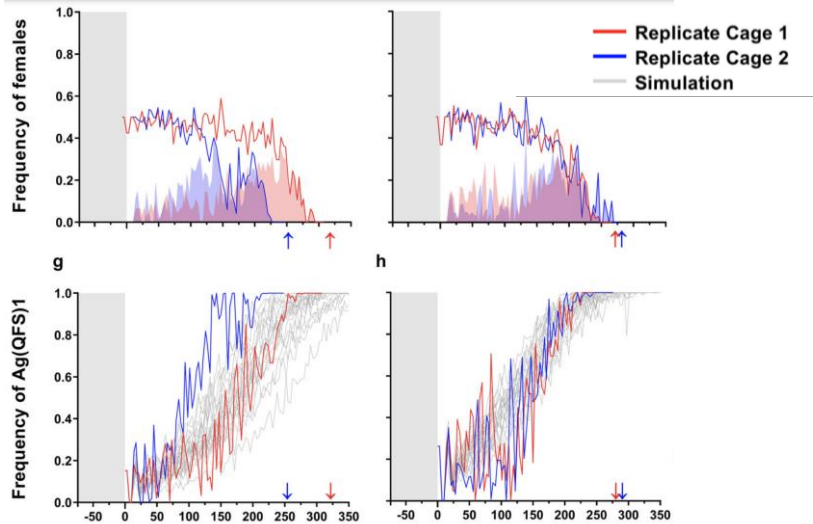 Replicate Cage 1
Replicate Cage 2
Simulation
Frequency of females
1.0
0.8
0.6
0.4
0.2
0.0
g
h
Frequency of Ag(QFS)1
1.0
0.8
0.6
0.4
0.2
0.0
-50 0 50 100 150 200 250 300 350
-50 0 50 100 150 200 250 300 350